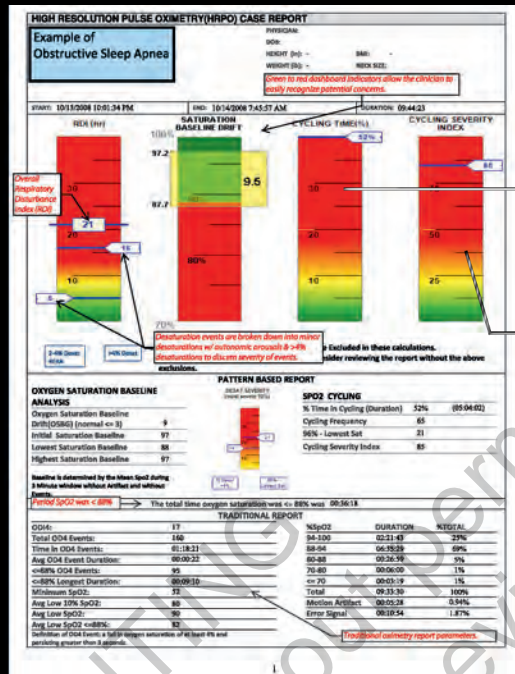 HIGH RESOLUTION PULSE OXIMETRY(HRPO) CASE REPORT
Example of
Obstructive Sleep Apnea
PHYSICIAN:
DOB:
HEIGHT (in): - BMI: -
WEIGHT (lb): - NECK SIZE:
Green to red dashboard indicators allow the clinician to
easily recognize potential concerns.
START: 10/13/2008 10:01:34 PM END: 10/14/2008 7:45:57 AM DURATION: 09:44:23
RDI (hr) SATURATION BASELINE DRIFT CYCLING TIME(%) CYCLING SEVERITY INDEX
100%
97.2
9.5
87.7
80%
70%
52%
30
20
10
50
25
Overall
Respiratory
Disturbance
Index (RDI)
30
21
20
10
Desaturation events are broken down into minor
desaturations w/ autonomic arousals & >4%
desaturations to discern severity of events.
e Excluded in these calculations.
sider reviewing the report without the above
exclusions.
PATTERN BASED REPORT
OXYGEN SATURATION BASELINE
ANALYSIS
Oxygen Saturation Baseline
Drift(OSBG) (normal <= 3) 9
Initial Saturation Baseline 97
Lowest Saturation Baseline 88
Highest Saturation Baseline 97
Baseline is determined by the Mean Spo2 during
3 Minute window without Artifact and without
Events.
SPO2 CYCLING
% Time in Cycling (Duration) 52% (05:04:02)
Cycling Frequency 65
96% - Lowest Sat 21
Cycling Severity Index 85
Period SpO2 was < 88%
The total time oxygen saturation was <= 88% was 00:36:18
TRADITIONAL REPORT
ODI4: 17
Total OD4 Events: 160
Time in OD4 Events: 01:18:21
Avg OD4 Event Duration: 00:00:22
<=88% OD4 Events: 95
<=88% Longest Duration: 00:09:10
Minimum SpO2: 52
Avg Low 10% SpO2: 80
Avg Low SpO2: 90
Avg Low SpO2 <=88%: 82
Definition of OD4 Event: a fall in oxygen saturation of at least 4% and
persisting greater than 3 seconds.
%SpO2 DURATION %TOTAL
94-100 02:21:43 25%
88-94 06:35:29 69%
80-88 00:26:59 5%
70-80 00:06:00 1%
<= 70 00:03:19 1%
Total 09:33:30 100%
Motion Artifact 00:05:28 0.94%
Error Signal 00:10:54 1.87%
Traditional oximetry report parameters.
1